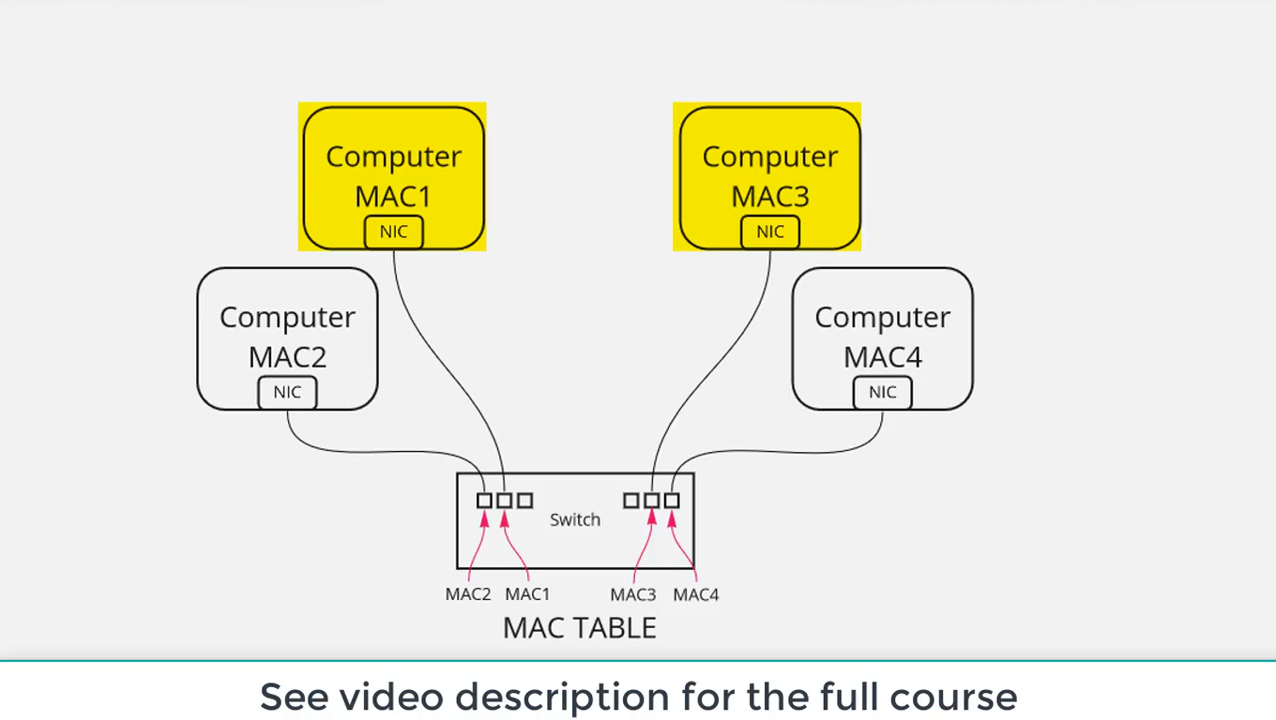 Computer
MAC1
NIC
Computer
MAC3
NIC
Computer
MAC2
NIC
Computer
MAC4
NIC
Switch
MAC2 MAC1 MAC3 MAC4
MAC TABLE
See video description for the full course